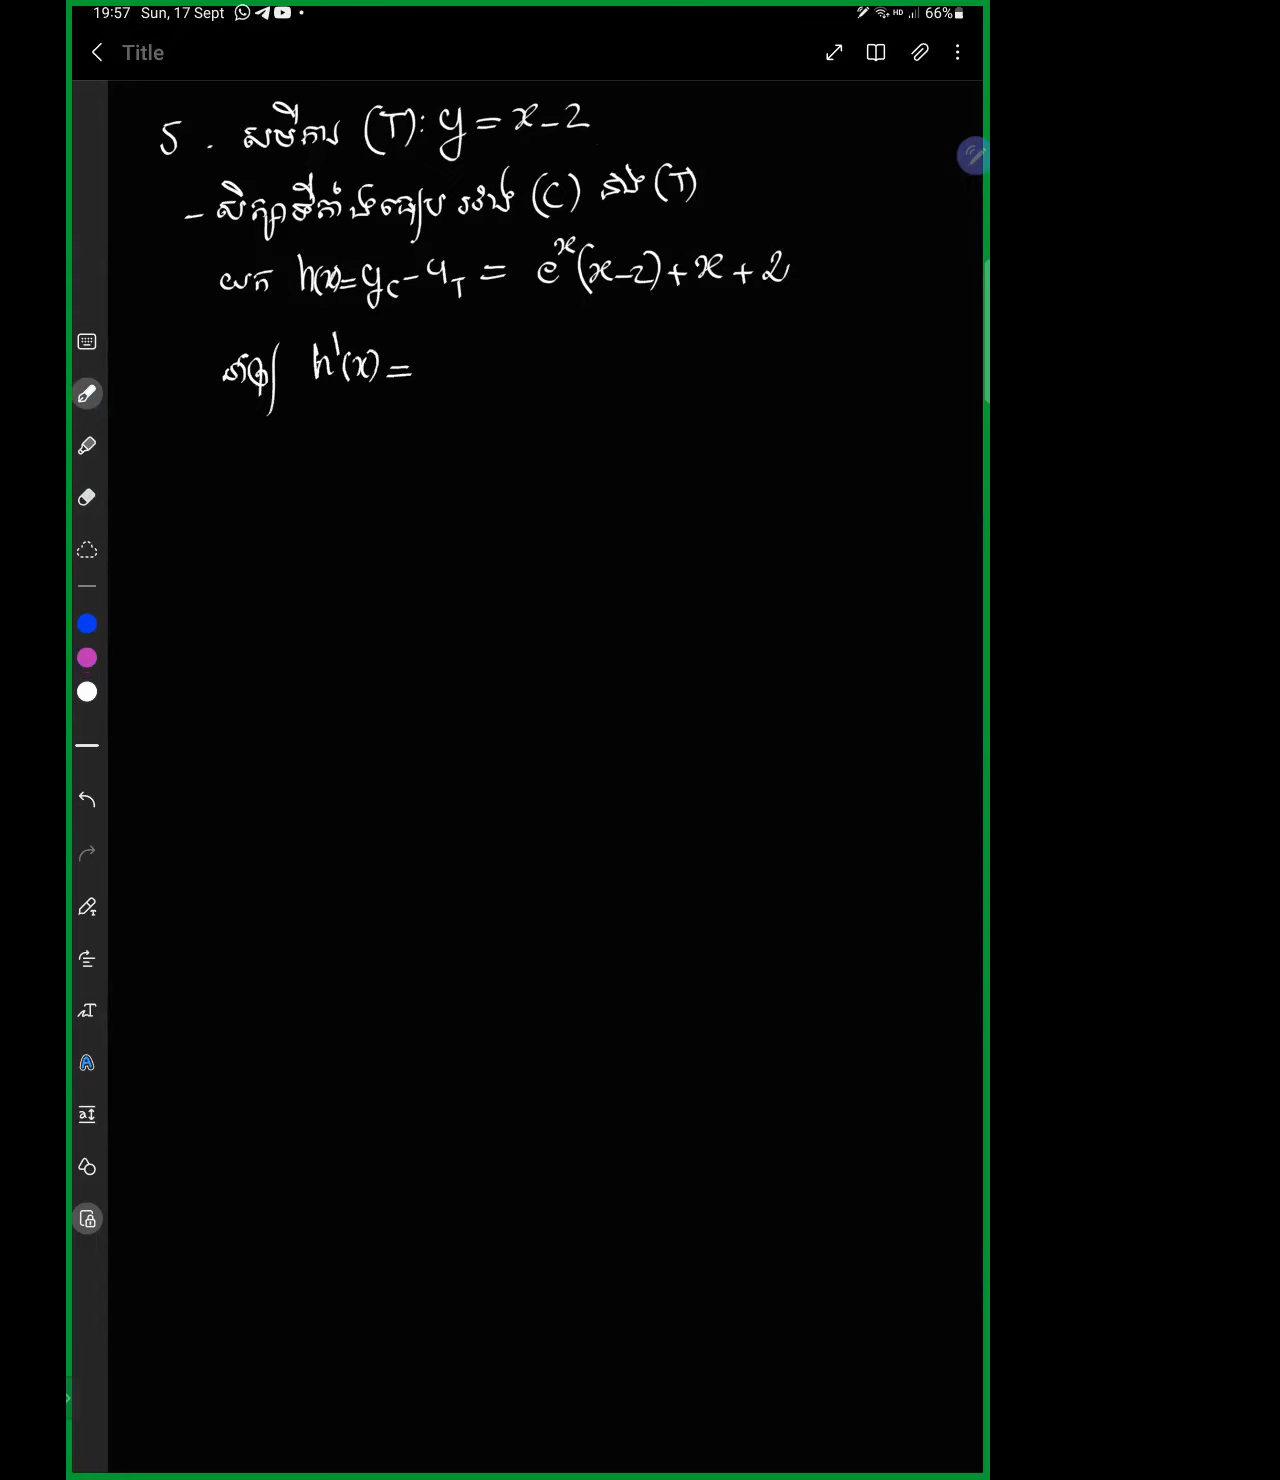 19:57 Sun, 17 Sept 66%
Title
5 . សមីការ (T): y = x - 2
- សិក្សាទីតាំងធៀប រវាង (C) និង (T)
យក h(x) = y_C - y_T = e^x (x - 2) + x + 2
នាំឲ្យ h'(x) =